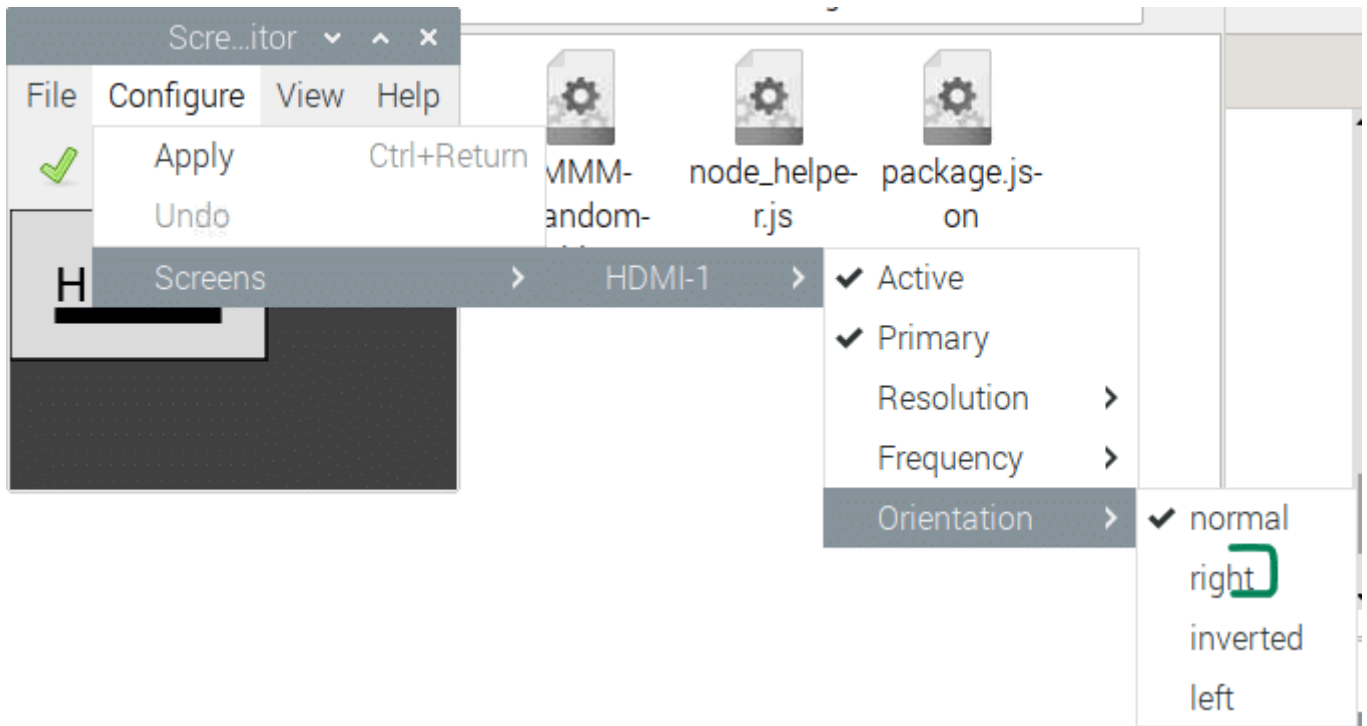 Scre...itor
File Configure View Help
Apply Ctrl+Return
Undo
Screens
HDMI-1
H
MMM-
andom-
node_helpe-
r.js
package.js-
on
Active
Primary
Resolution
Frequency
Orientation
normal
right
inverted
left